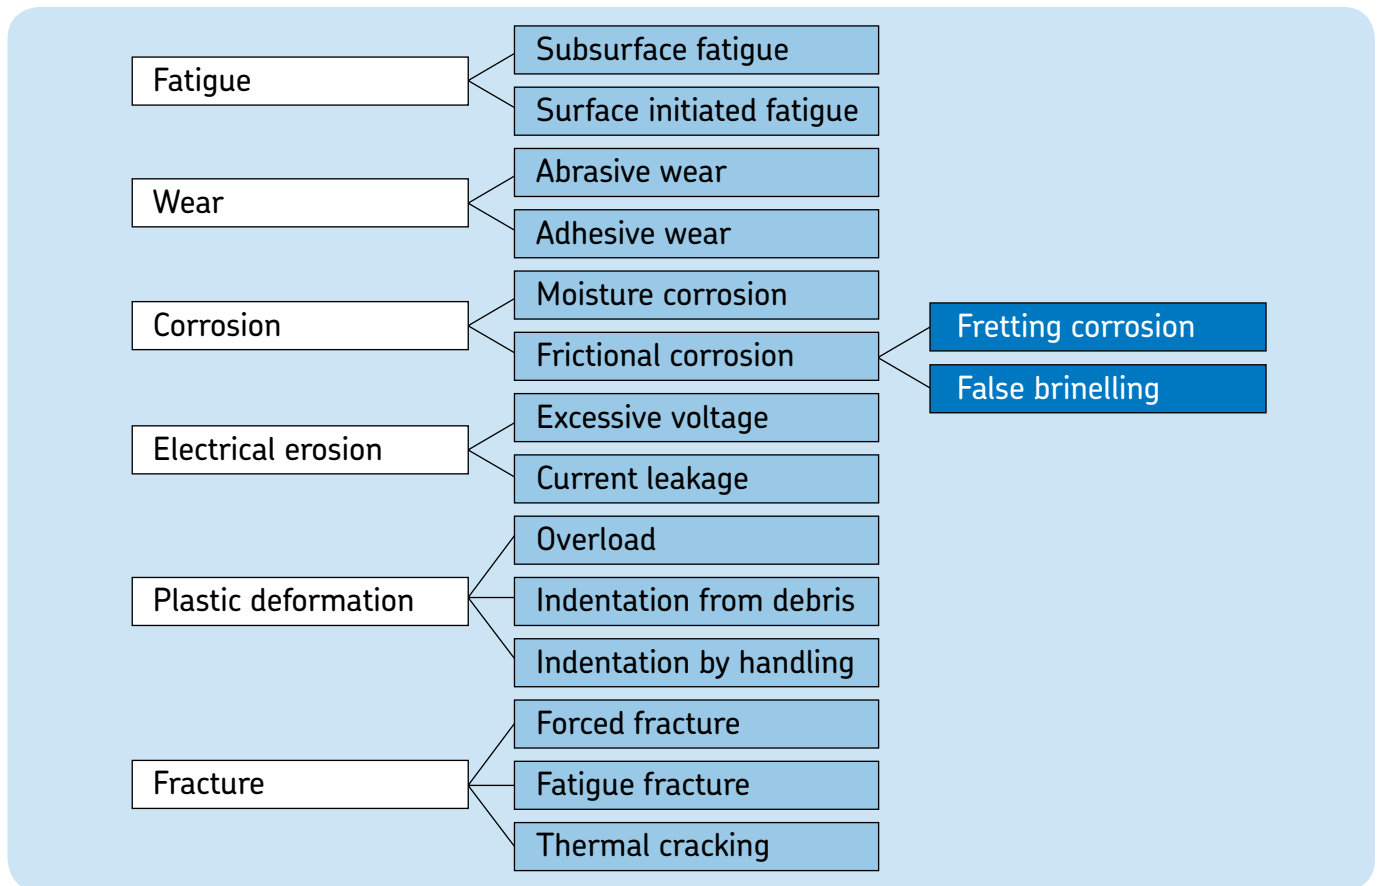 Fatigue
Subsurface fatigue
Surface initiated fatigue
Wear
Abrasive wear
Adhesive wear
Corrosion
Moisture corrosion
Frictional corrosion
Fretting corrosion
False brinelling
Electrical erosion
Excessive voltage
Current leakage
Plastic deformation
Overload
Indentation from debris
Indentation by handling
Fracture
Forced fracture
Fatigue fracture
Thermal cracking